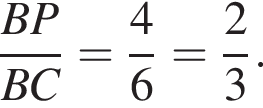 BP/BC = 4/6 = 2/3.